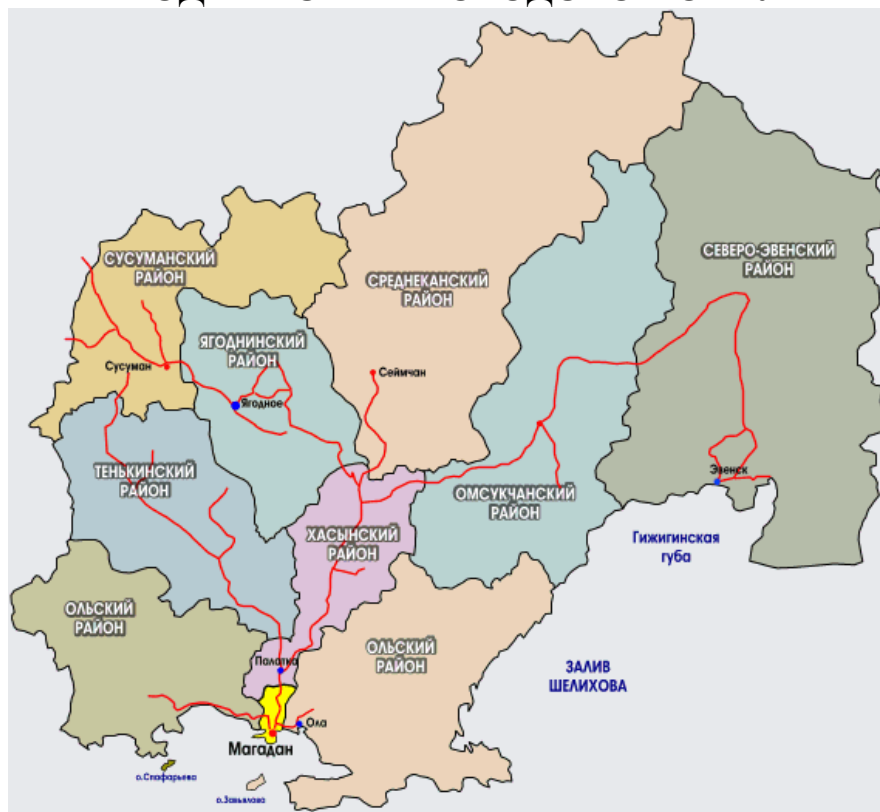 СУСУМАНСКИЙ
РАЙОН
СЕВЕРО-ЭВЕНСКИЙ
РАЙОН
СРЕДНЕКАНСКИЙ
РАЙОН
ЯГОДНИНСКИЙ
РАЙОН
Сусуман
Сеймчан
Ягодное
ТЕНЬКИНСКИЙ
РАЙОН
Эвенск
ОМСУКЧАНСКИЙ
РАЙОН
ХАСЫНСКИЙ
РАЙОН
Гижигинская
губа
ОЛЬСКИЙ
РАЙОН
ОЛЬСКИЙ
РАЙОН
Палатка
ЗАЛИВ
ШЕЛИХОВА
Ола
Магадан
о.Спафарьева
о.Завьялова